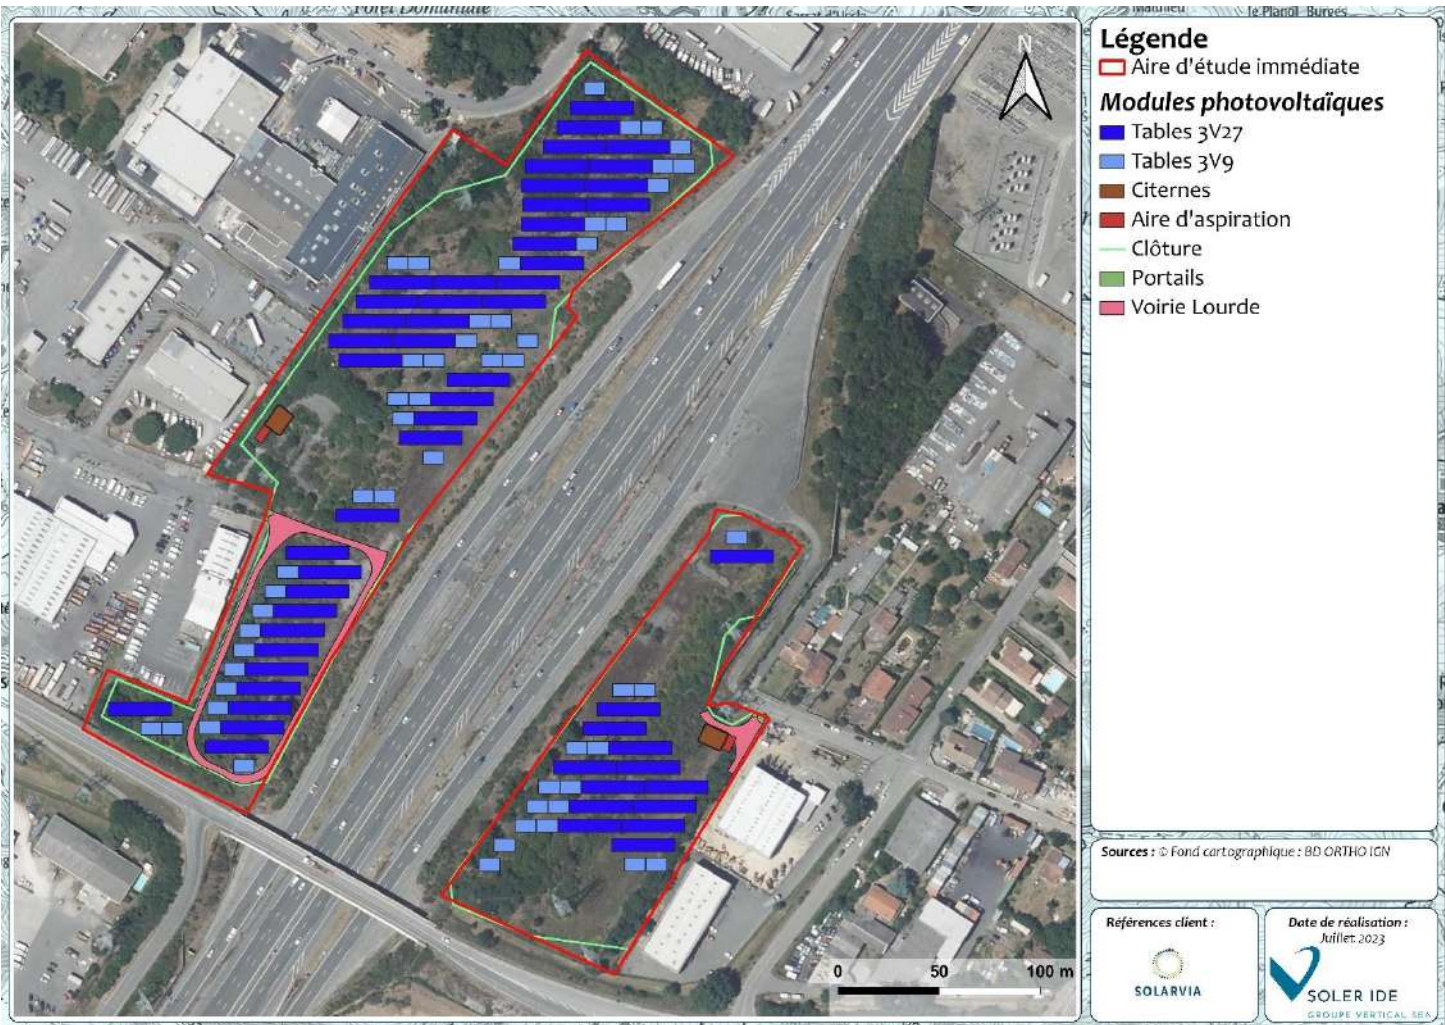 Forêt Domaniale
le Planol Burges
N
0 50 100 m
Légende
Aire d'étude immédiate
Modules photovoltaïques
Tables 3V27
Tables 3V9
Citernes
Aire d'aspiration
Clôture
Portails
Voirie Lourde
Sources : © Fond cartographique : BD ORTHO IGN
Références client :
SOLARVIA
Date de réalisation :
Juillet 2023
SOLER IDE
GROUPE VERTICAL SEA